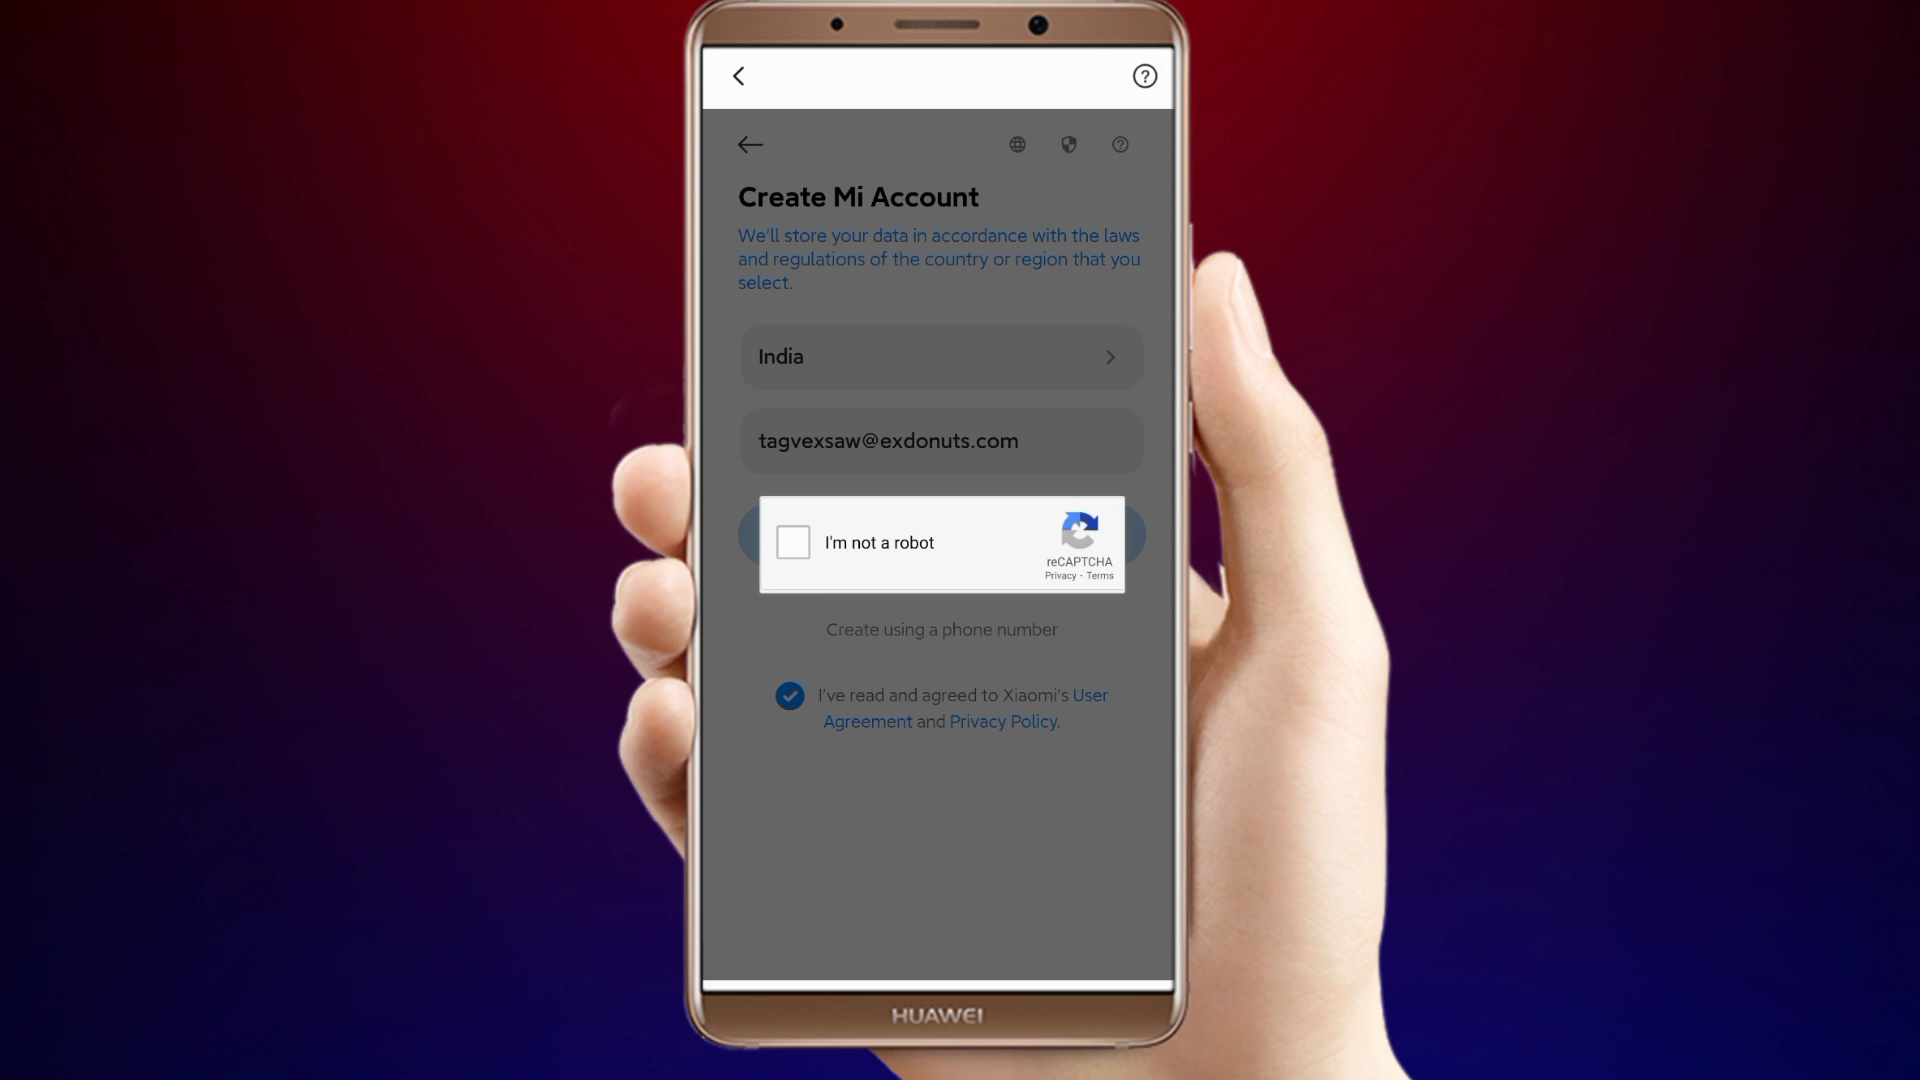 Create Mi Account
We'll store your data in accordance with the laws
and regulations of the country or region that you
select.
India
tagvexsaw@exdonuts.com
I'm not a robot
reCAPTCHA
Privacy - Terms
Create using a phone number
I've read and agreed to Xiaomi's User
Agreement and Privacy Policy.
HUAWEI